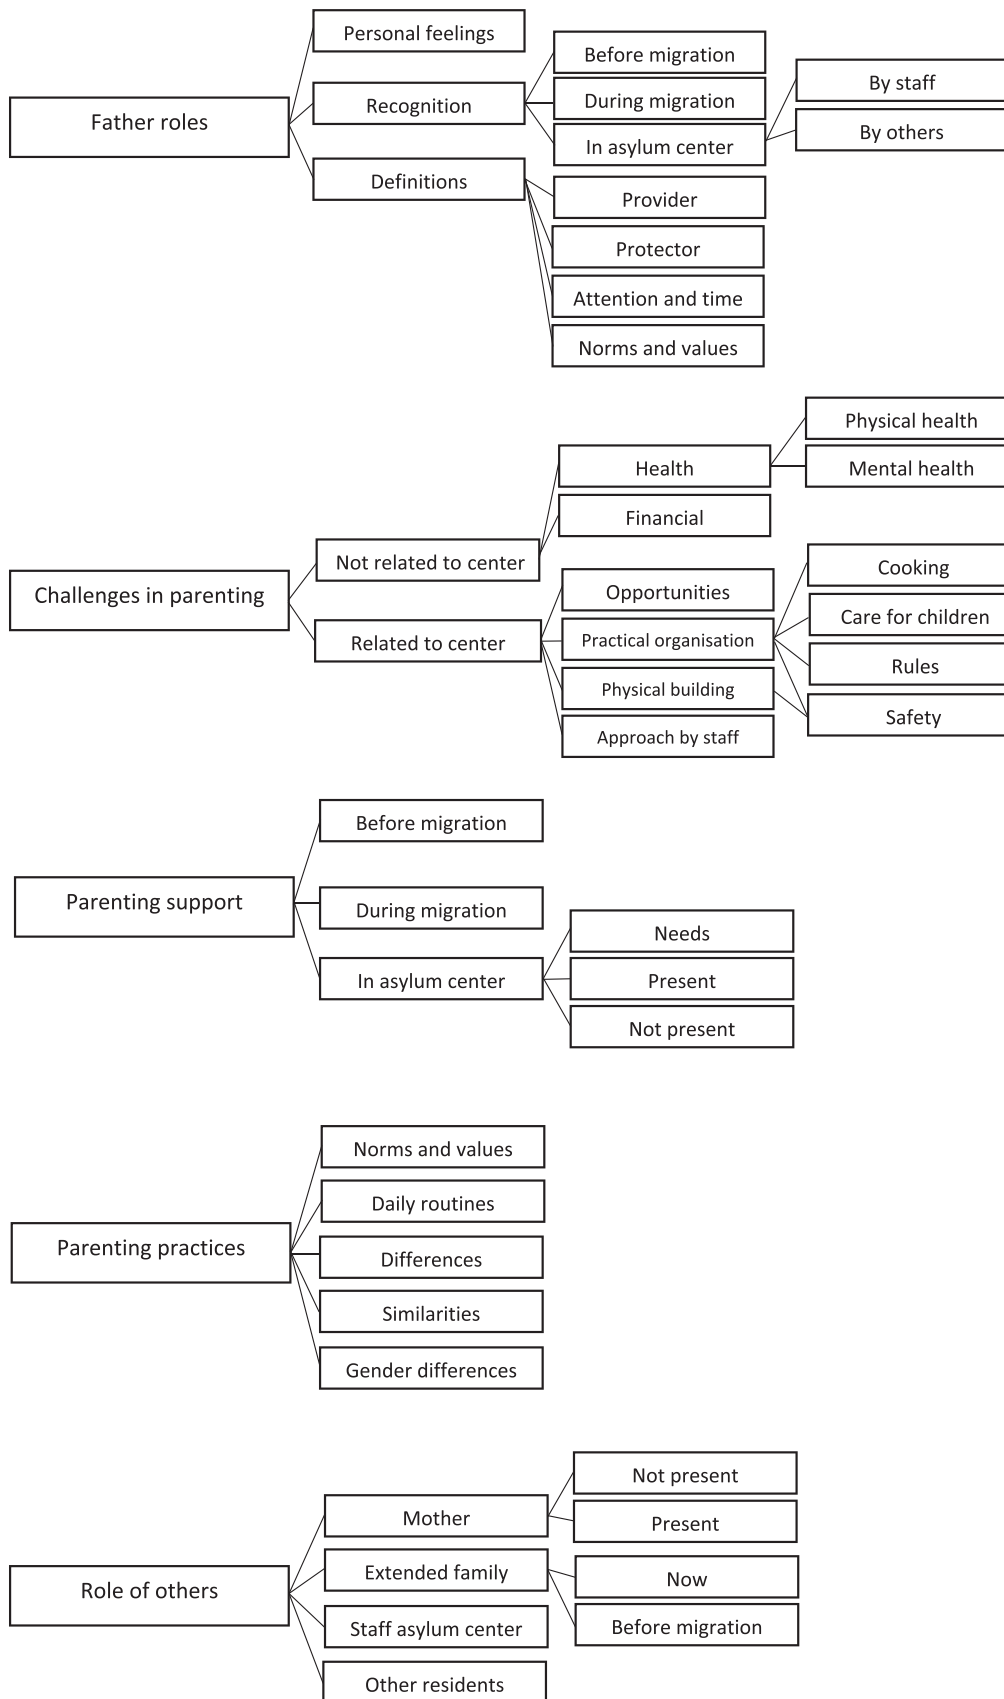 Personal feelings
Before migration
By staff
Recognition
During migration
Father roles
By others
In asylum center
Definitions
Provider
Protector
Attention and time
Norms and values
Physical health
Health
Mental health
Financial
Not related to center
Cooking
Challenges in parenting
Opportunities
Care for children
Related to center
Practical organisation
Rules
Physical building
Safety
Approach by staff
Before migration
Parenting support
During migration
Needs
In asylum center
Present
Not present
Norms and values
Daily routines
Parenting practices
Differences
Similarities
Gender differences
Not present
Mother
Present
Extended family
Now
Role of others
Before migration
Staff asylum center
Other residents